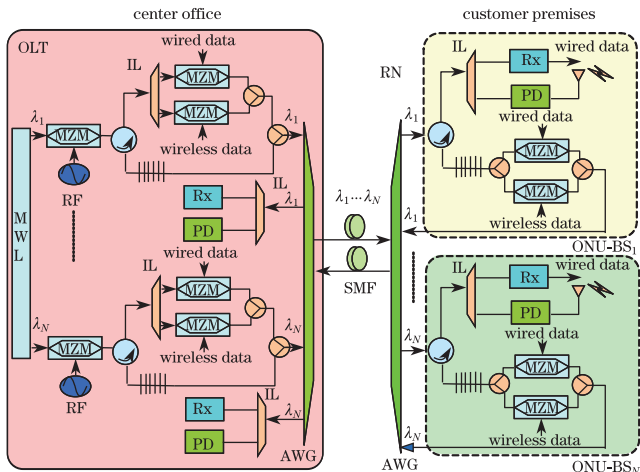 center office
customer premises
OLT
wired data
IL
MZM
MZM
wireless data
λ1
MZM
RF
λ1
IL
Rx
PD
λ1
MWL
wired data
IL
MZM
MZM
wireless data
λN
MZM
RF
λN
IL
Rx
PD
λN
AWG
λ1...λN
SMF
RN
AWG
IL
wired data
Rx
PD
wired data
λ1
MZM
MZM
wireless data
λ1
ONU-BS1
IL
wired data
Rx
PD
wired data
λN
MZM
MZM
wireless data
λN
ONU-BSN